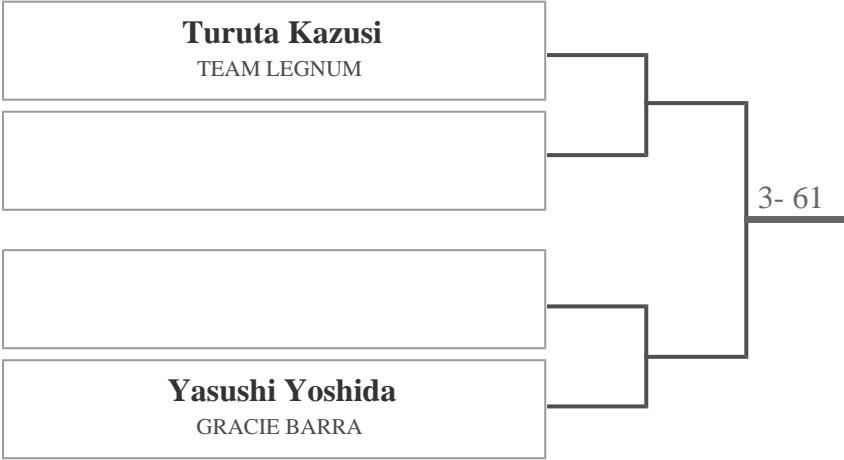 Turuta Kazusi
TEAM LEGNUM
3- 61
Yasushi Yoshida
GRACIE BARRA